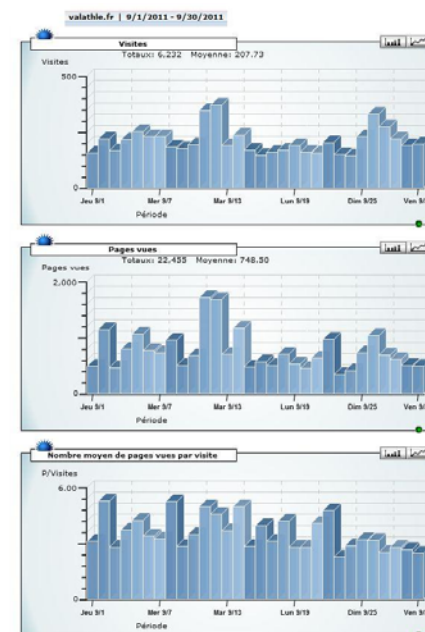 valathle.fr | 9/1/2011 - 9/30/2011
Visites
Totaux: 6,232 Moyenne: 207.73
Visites
500
0
Jeu 9/1 Mer 9/7 Mar 9/13 Lun 9/19 Dim 9/25 Ven 9/
Période
Pages vues
Totaux: 22,455 Moyenne: 748.50
Pages vues
2,000
0
Jeu 9/1 Mer 9/7 Mar 9/13 Lun 9/19 Dim 9/25 Ven 9/
Période
Nombre moyen de pages vues par visite
P/Visites
6.00
0
Jeu 9/1 Mer 9/7 Mar 9/13 Lun 9/19 Dim 9/25 Ven 9/
Période